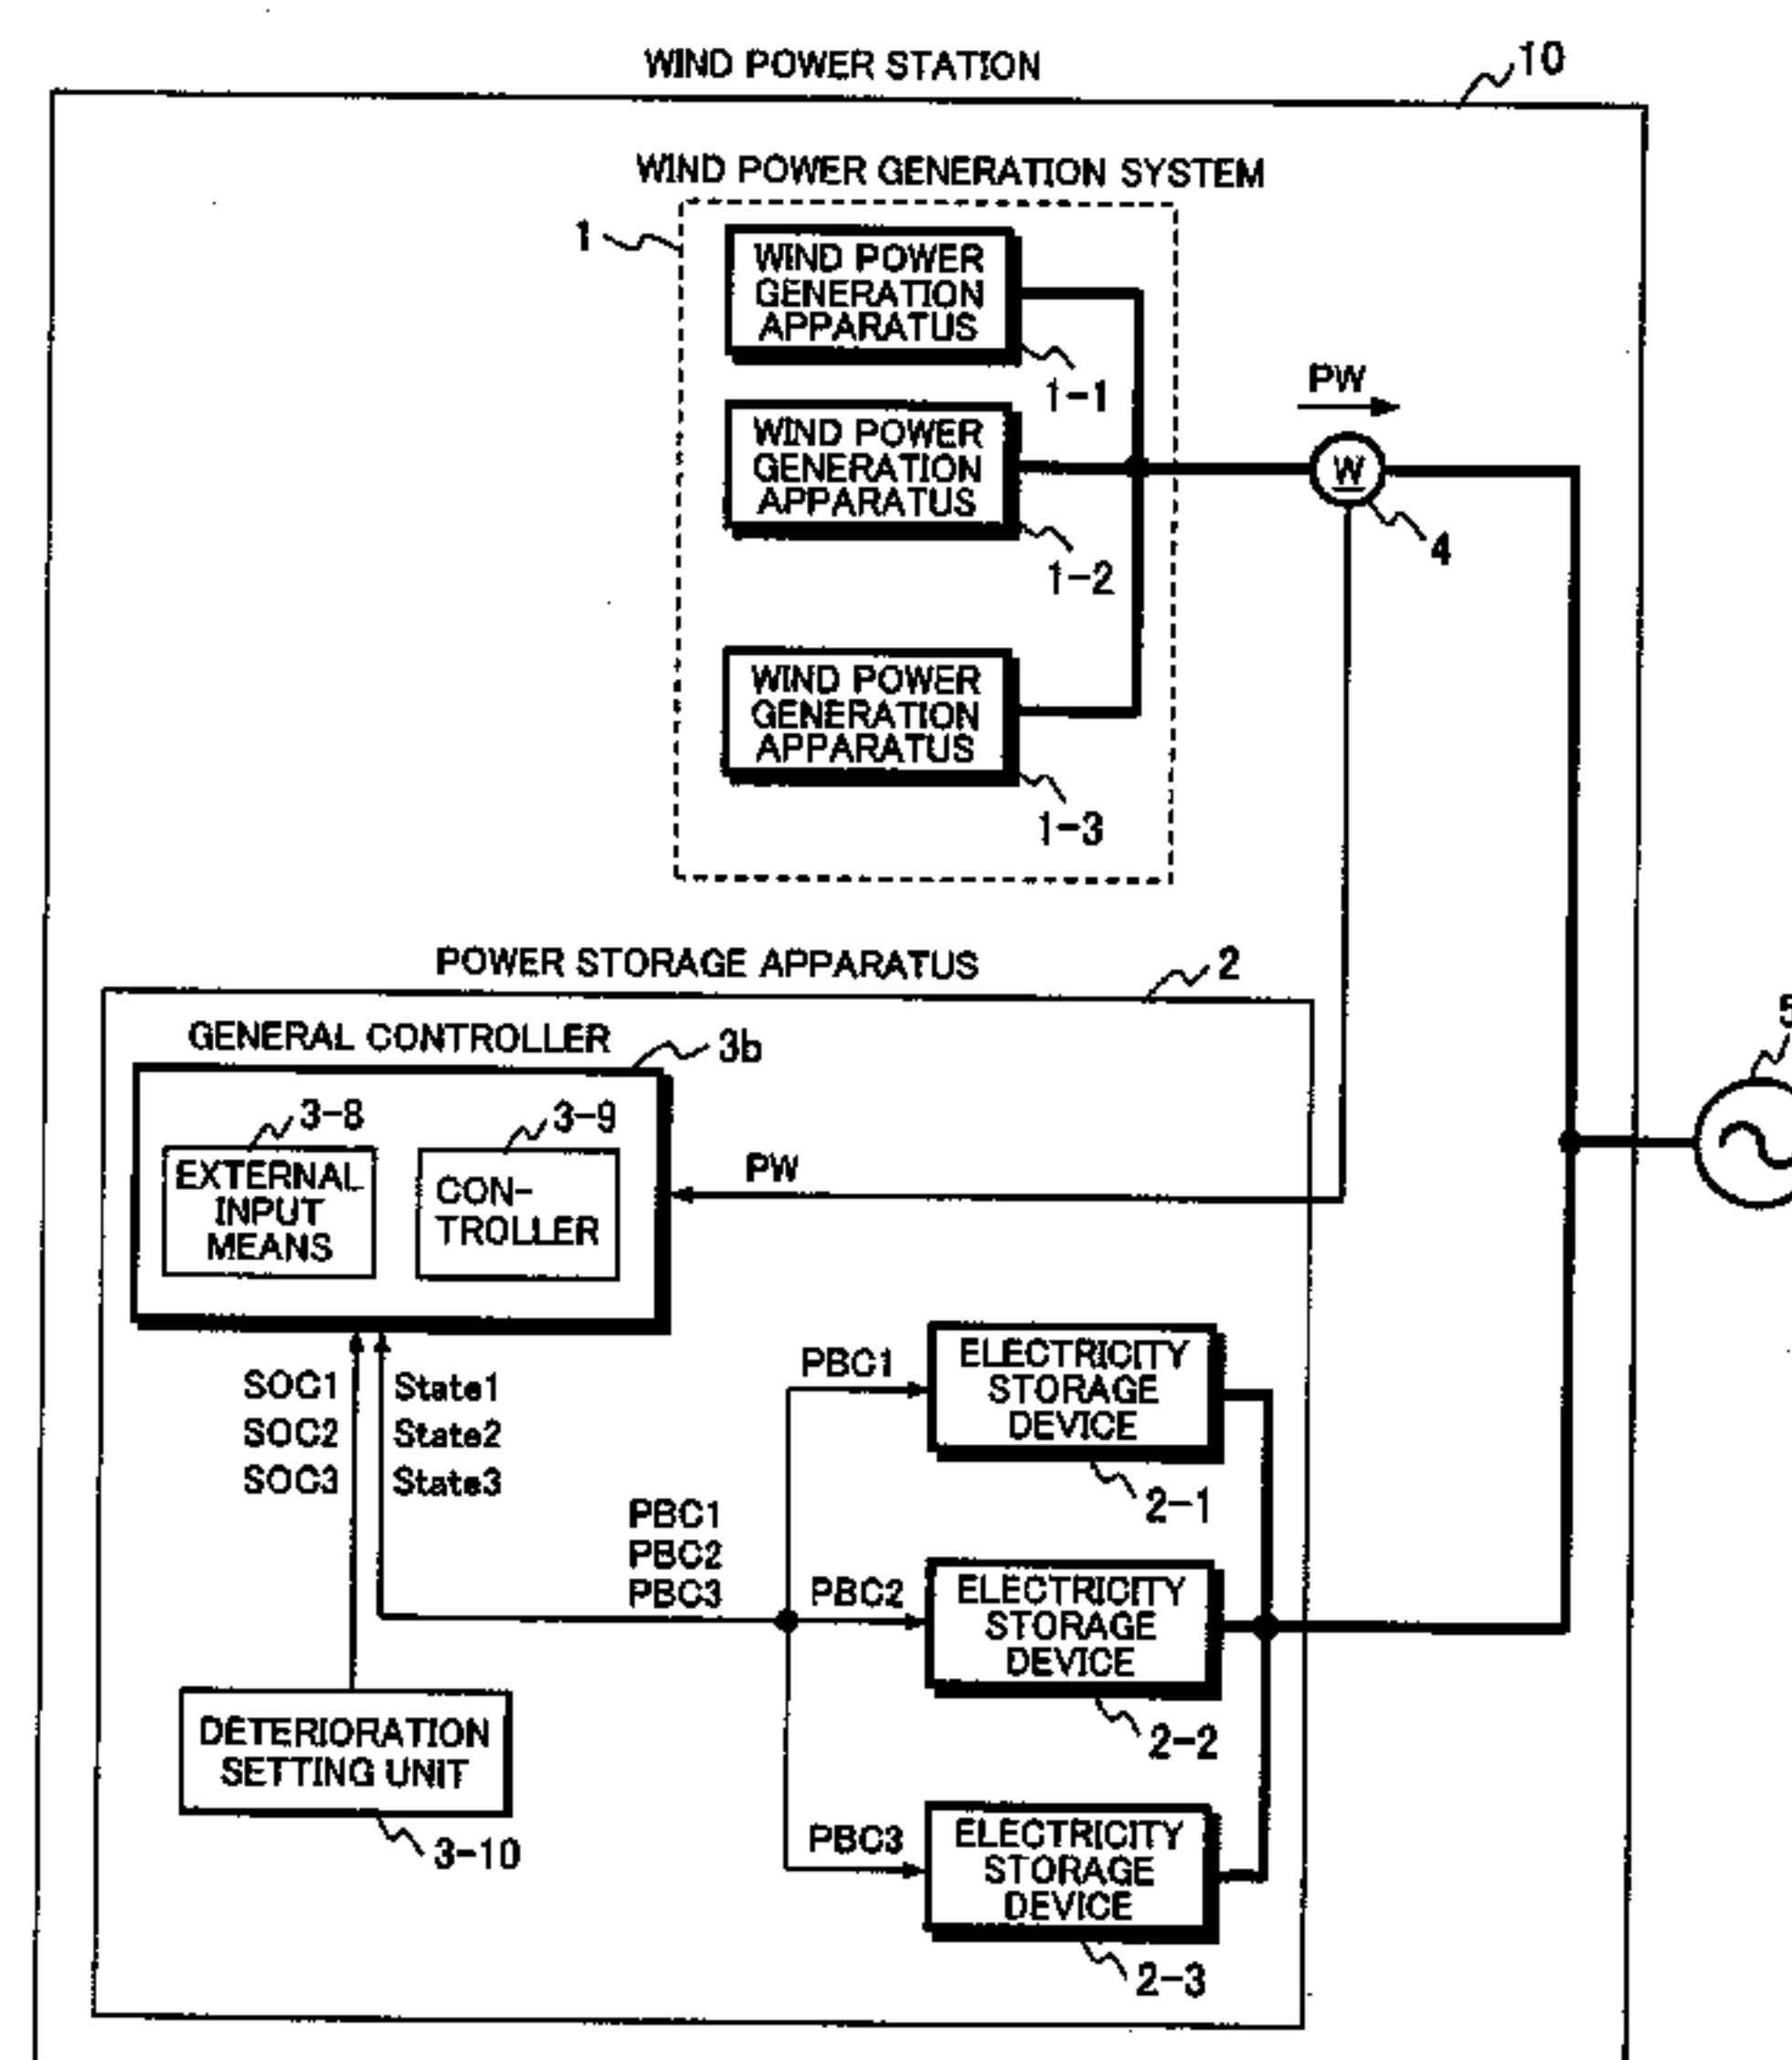 WIND POWER STATION
10
WIND POWER GENERATION SYSTEM
1
WIND POWER
GENERATION
APPARATUS
1-1
WIND POWER
GENERATION
APPARATUS
1-2
WIND POWER
GENERATION
APPARATUS
1-3
PW
W
4
POWER STORAGE APPARATUS
2
GENERAL CONTROLLER
3b
3-8
EXTERNAL
INPUT
MEANS
3-9
CON-
TROLLER
PW
5
SOC1
SOC2
SOC3
State1
State2
State3
PBC1
PBC2
PBC3
PBC1
ELECTRICITY
STORAGE
DEVICE
2-1
PBC2
ELECTRICITY
STORAGE
DEVICE
2-2
PBC3
ELECTRICITY
STORAGE
DEVICE
2-3
DETERIORATION
SETTING UNIT
3-10